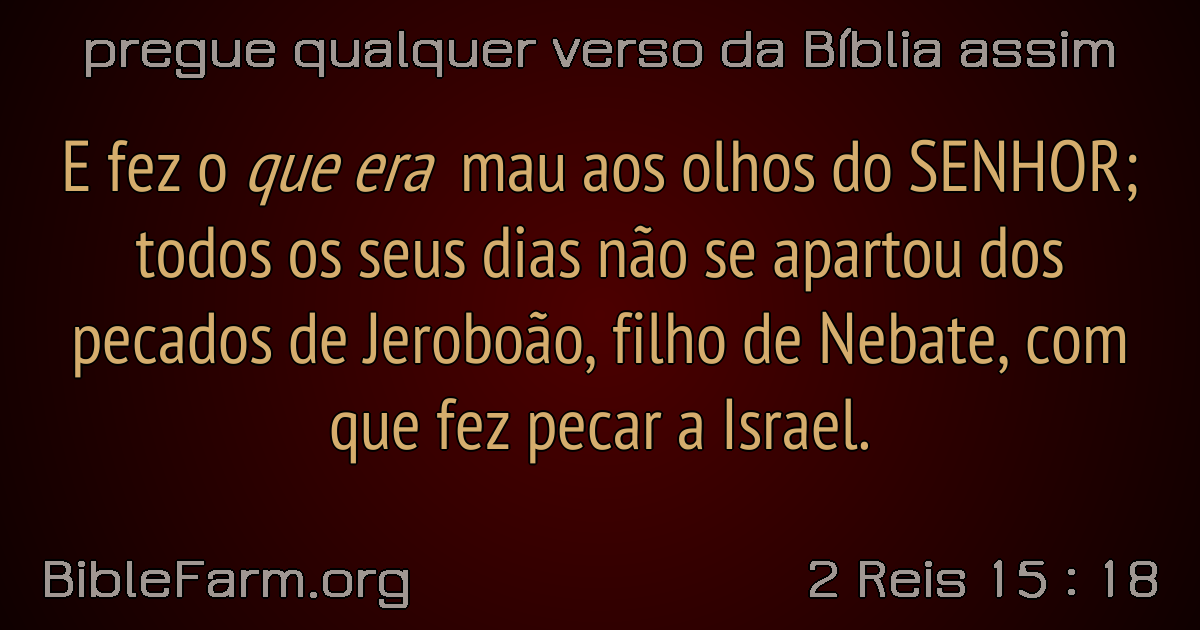 pregue qualquer verso da Bíblia assim
E fez o que era mau aos olhos do SENHOR;
todos os seus dias não se apartou dos
pecados de Jeroboão, filho de Nebate, com
que fez pecar a Israel.
BibleFarm.org
2 Reis 15 : 18